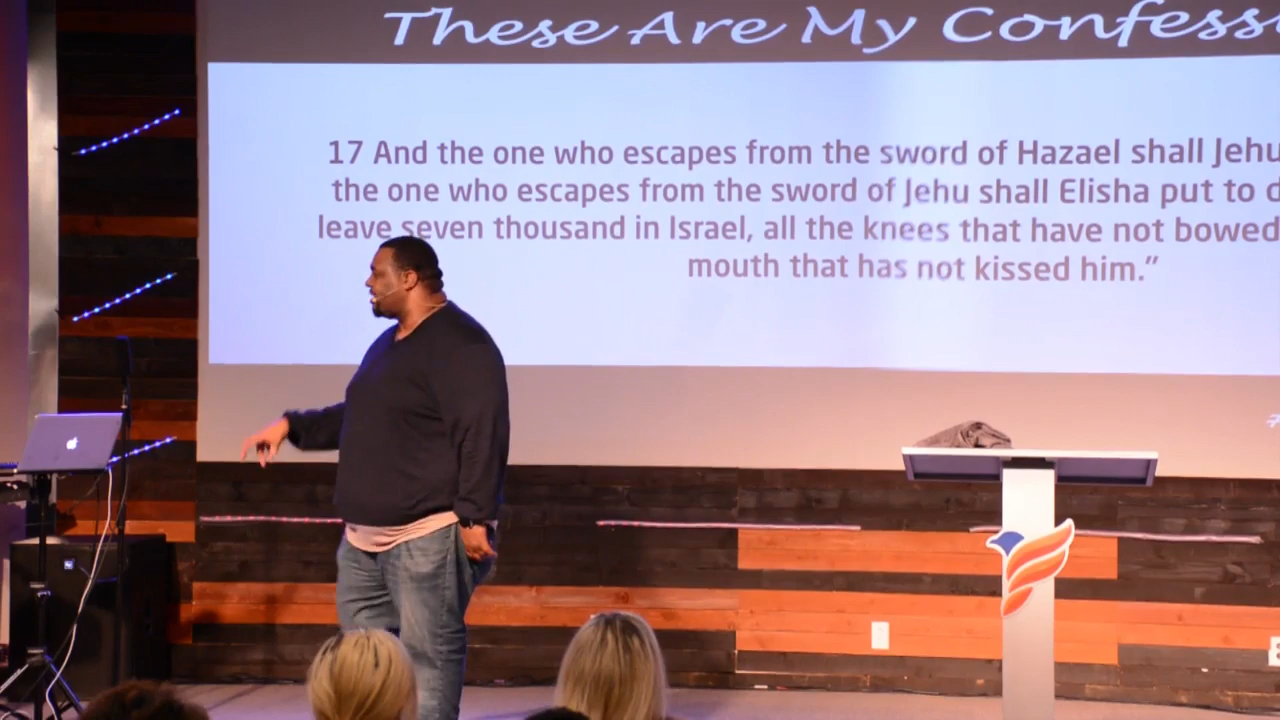 These Are My Confess
17 And the one who escapes from the sword of Hazael shall Jehu
the one who escapes from the sword of Jehu shall Elisha put to d
leave seven thousand in Israel, all the knees that have not bowed
mouth that has not kissed him.”